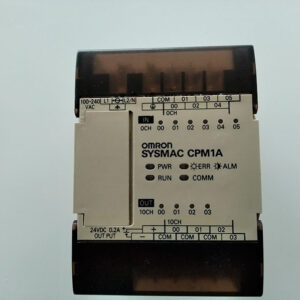 100-240 L1 L2/N COM 01 03 05
VAC 00 02 04
0CH
IN
0CH 00 01 02 03 04 05
OMRON
SYSMAC CPM1A
PWR ERR ALM
RUN COMM
OUT
10CH 00 01 02 03
10CH
24VDC 0.2A + 00 01 02
OUTPUT - COM COM COM 03